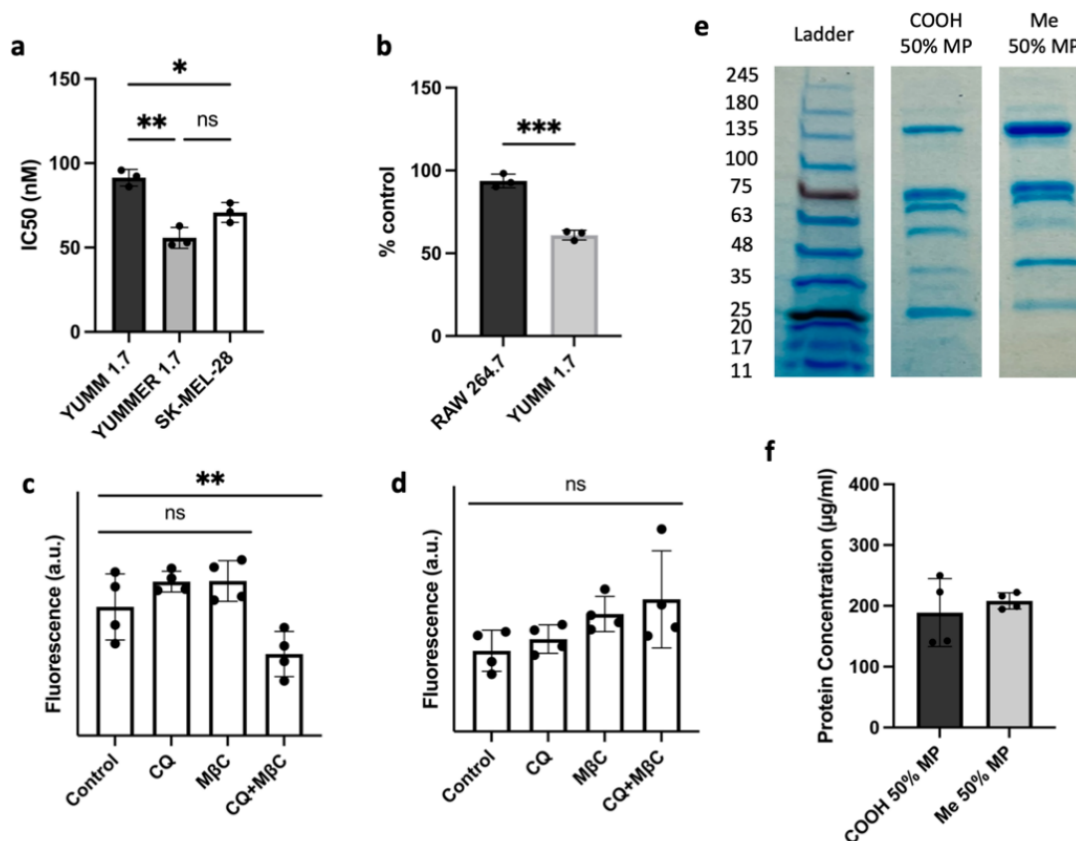 a
IC50 (nM)
150
100
50
0
*
**
ns
YUMM 1.7
YUMMER 1.7
SK-MEL-28
b
% control
150
100
50
0
***
RAW 264.7
YUMM 1.7
e
Ladder
COOH
50% MP
Me
50% MP
245
180
135
100
75
63
48
35
25
20
17
11
c
Fluorescence (a.u.)
**
ns
Control
CQ
MβC
CQ+MβC
d
Fluorescence (a.u.)
ns
Control
CQ
MβC
CQ+MβC
f
Protein Concentration (μg/ml)
400
300
200
100
0
COOH 50% MP
Me 50% MP